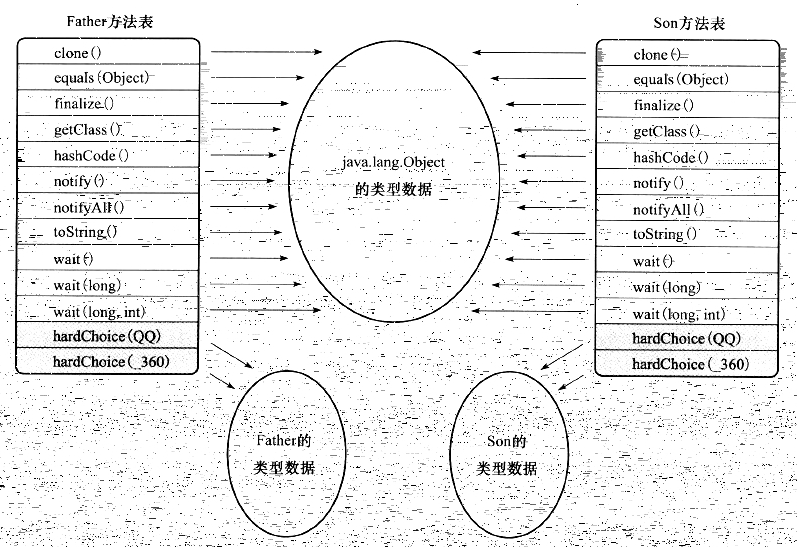 Father方法表
clone()
equals(Object)
finalize()
getClass()
hashCode()
notify()
notifyAll()
toString()
wait()
wait(long)
wait(long, int)
hardChoice(QQ)
hardChoice(_360)
java.lang.Object
的类型数据
Father的
类型数据
Son的
类型数据
Son方法表
clone()
equals(Object)
finalize()
getClass()
hashCode()
notify()
notifyAll()
toString()
wait()
wait(long)
wait(long, int)
hardChoice(QQ)
hardChoice(_360)